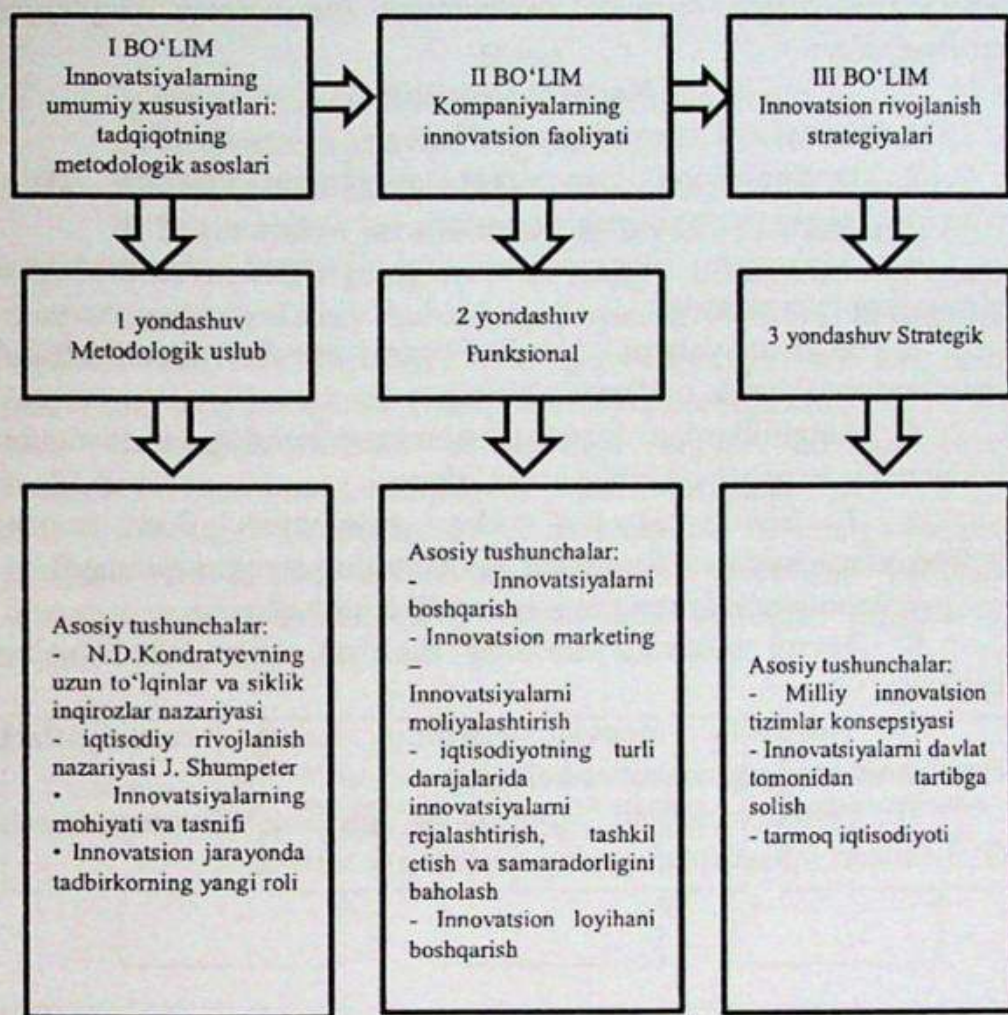 I BO‘LIM
Innovatsiyalarning
umumiy xususiyatlari:
tadqiqotning
metodologik asoslari
II BO‘LIM
Kompaniyalarning
innovatsion faoliyati
III BO‘LIM
Innovatsion rivojlanish
strategiyalari
1 yondashuv
Metodologik uslub
2 yondashuv
Funksional
3 yondashuv Strategik
Asosiy tushunchalar:
- N.D.Kondratyevning
uzun to‘lqinlar va siklik
inqirozlar nazariyasi
- iqtisodiy rivojlanish
nazariyasi J. Shumpeter
• Innovatsiyalarning
mohiyati va tasnifi
• Innovatsion jarayonda
tadbirkorning yangi roli
Asosiy tushunchalar:
- Innovatsiyalarni
boshqarish
- Innovatsion marketing
–
Innovatsiyalarni
moliyalashtirish
- iqtisodiyotning turli
darajalarida
innovatsiyalarni
rejalashtirish, tashkil
etish va samaradorligini
baholash
- Innovatsion loyihani
boshqarish
Asosiy tushunchalar:
- Milliy innovatsion
tizimlar konsepsiyasi
- Innovatsiyalarni davlat
tomonidan tartibga
solish
- tarmoq iqtisodiyoti